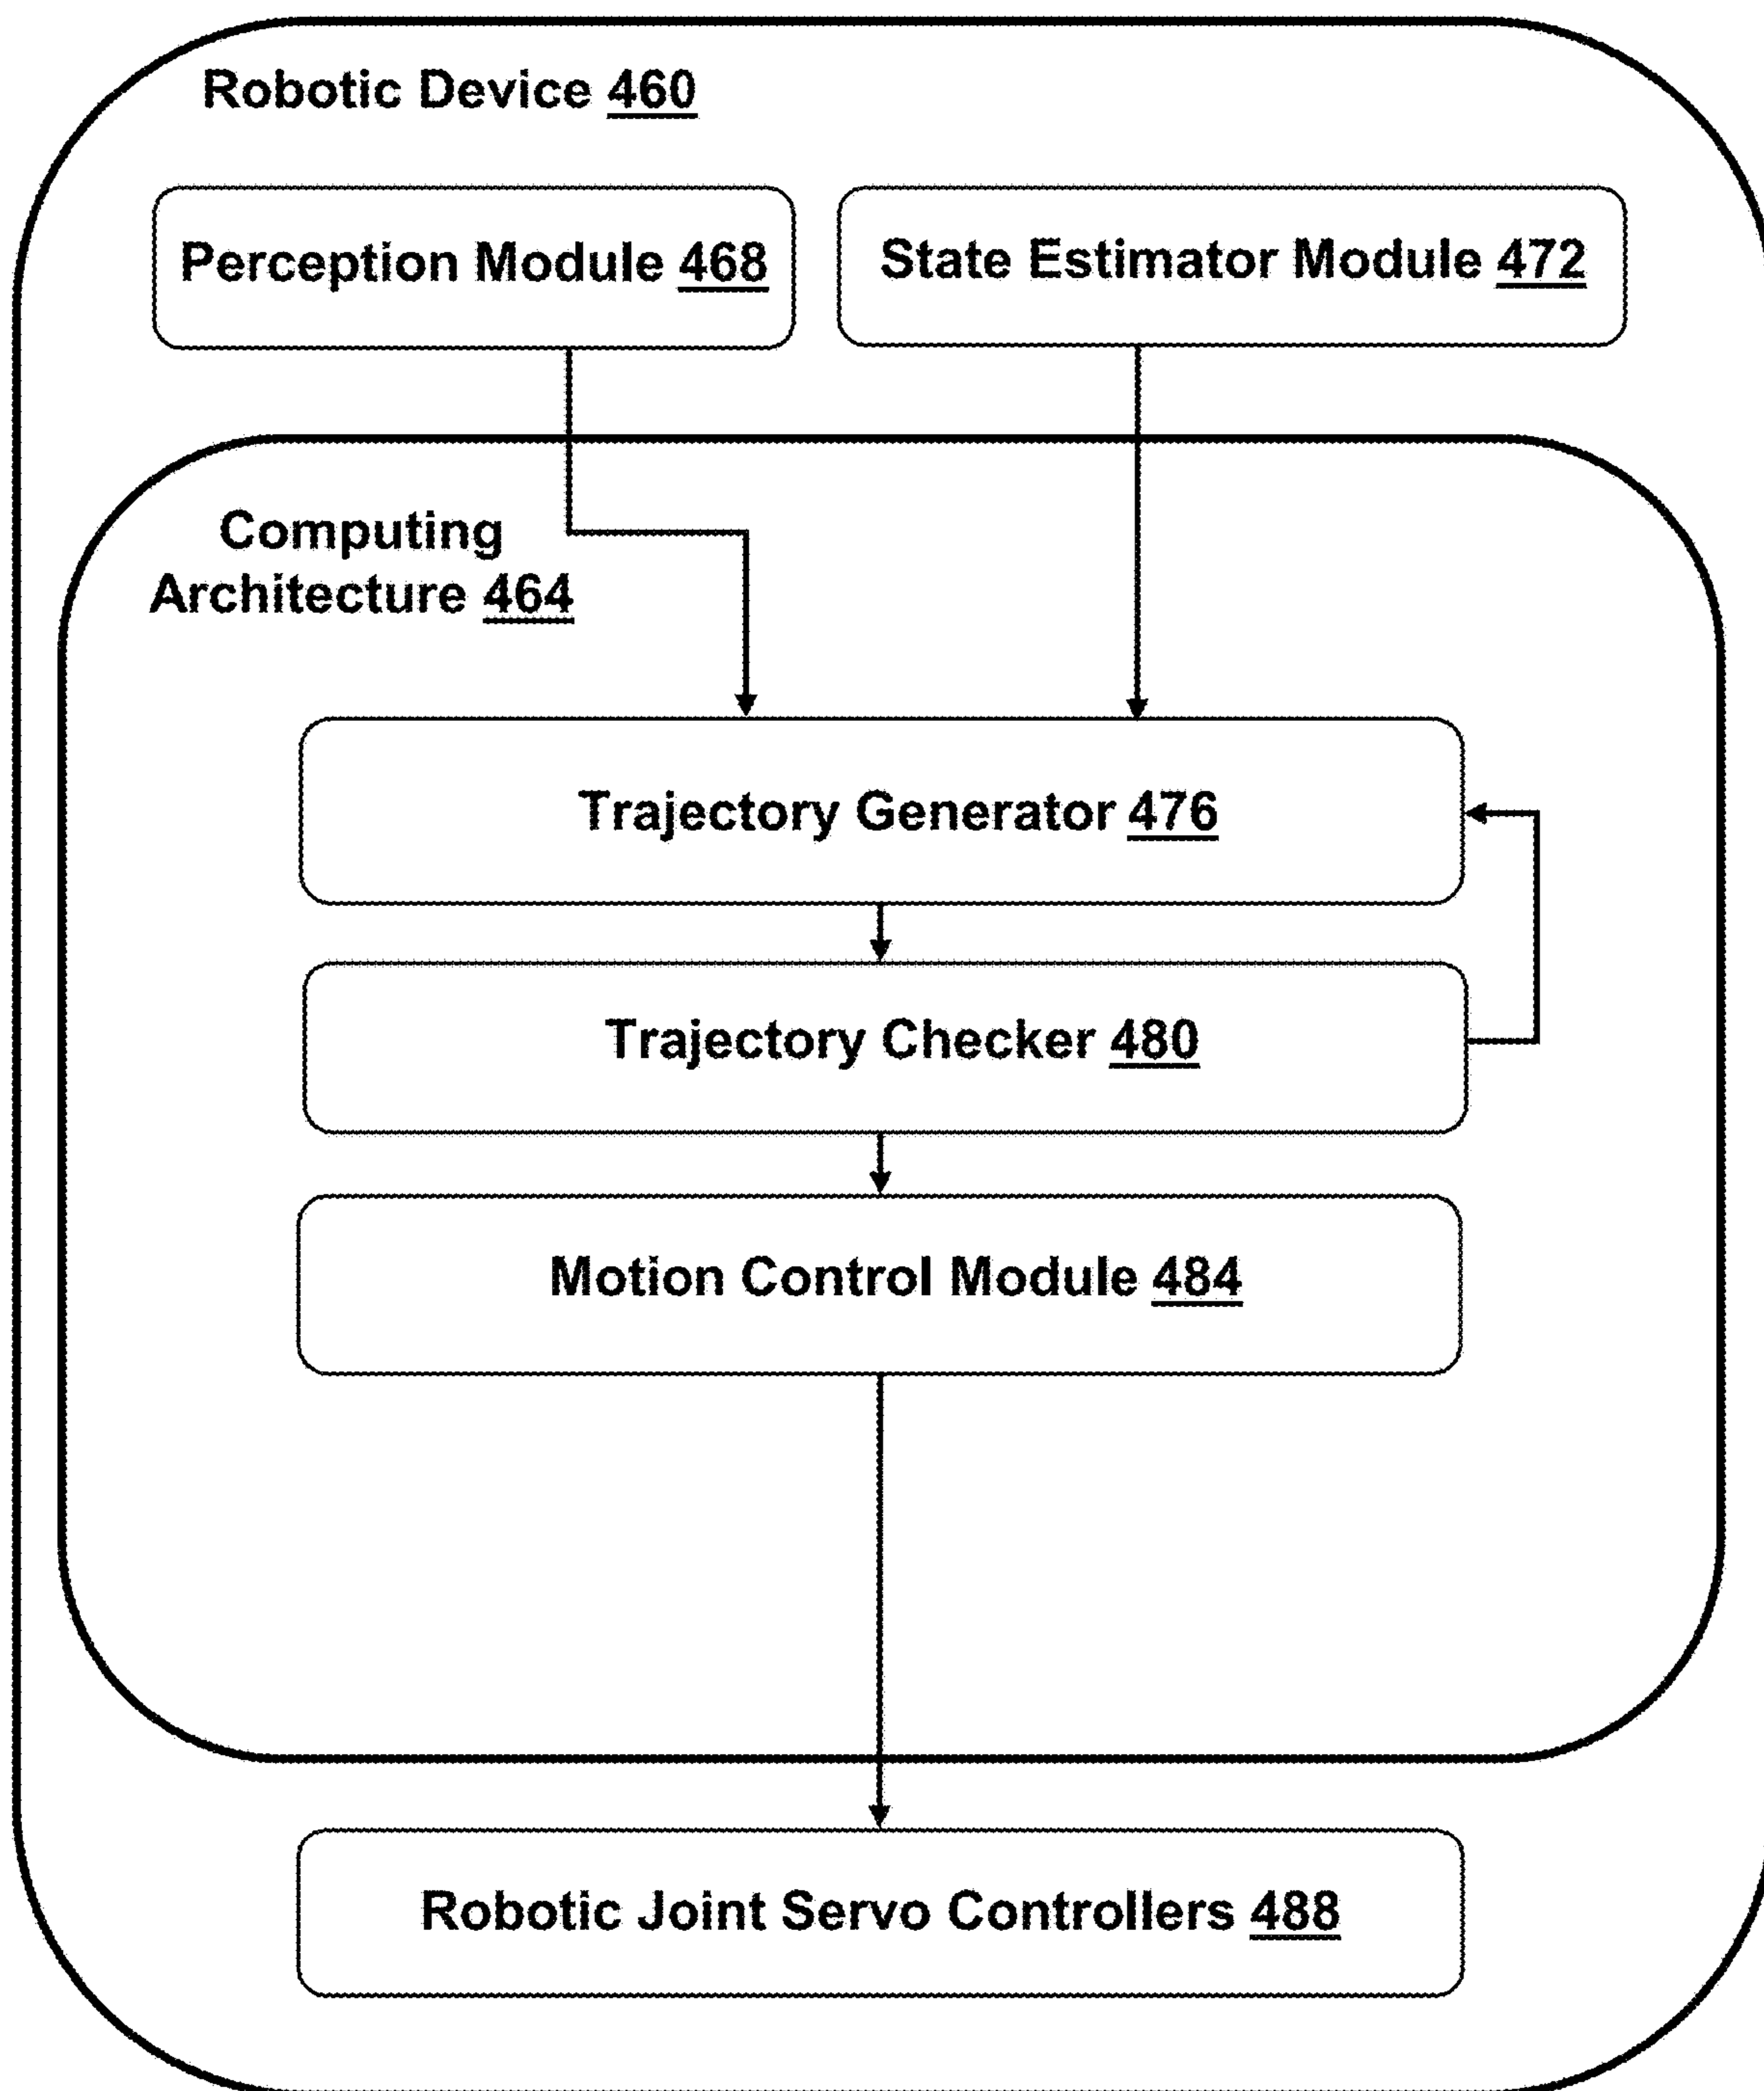 Robotic Device 460
Perception Module 468
State Estimator Module 472
Computing
Architecture 464
Trajectory Generator 476
Trajectory Checker 480
Motion Control Module 484
Robotic Joint Servo Controllers 488